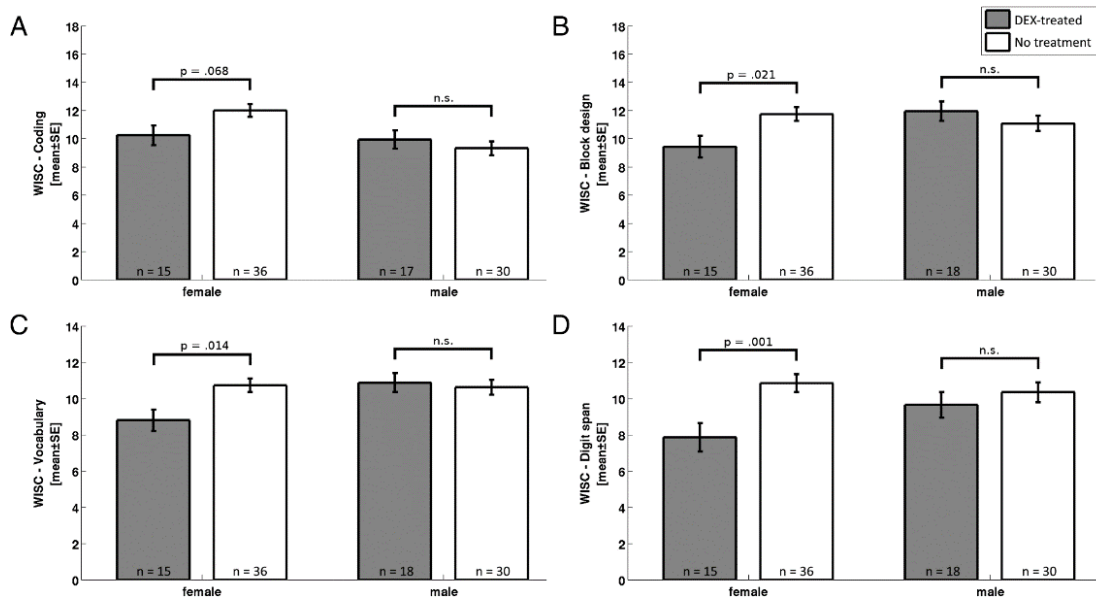 A
WISC - Coding
[mean±SE]
18
16
14
12
10
8
6
4
2
0
p = .068
n.s.
n = 15
n = 36
n = 17
n = 30
female
male
B
DEX-treated
No treatment
WISC - Block design
[mean±SE]
18
16
14
12
10
8
6
4
2
0
p = .021
n.s.
n = 15
n = 36
n = 18
n = 30
female
male
C
WISC - Vocabulary
[mean±SE]
14
12
10
8
6
4
2
0
p = .014
n.s.
n = 15
n = 36
n = 18
n = 30
female
male
D
WISC - Digit span
[mean±SE]
14
12
10
8
6
4
2
0
p = .001
n.s.
n = 15
n = 36
n = 18
n = 30
female
male